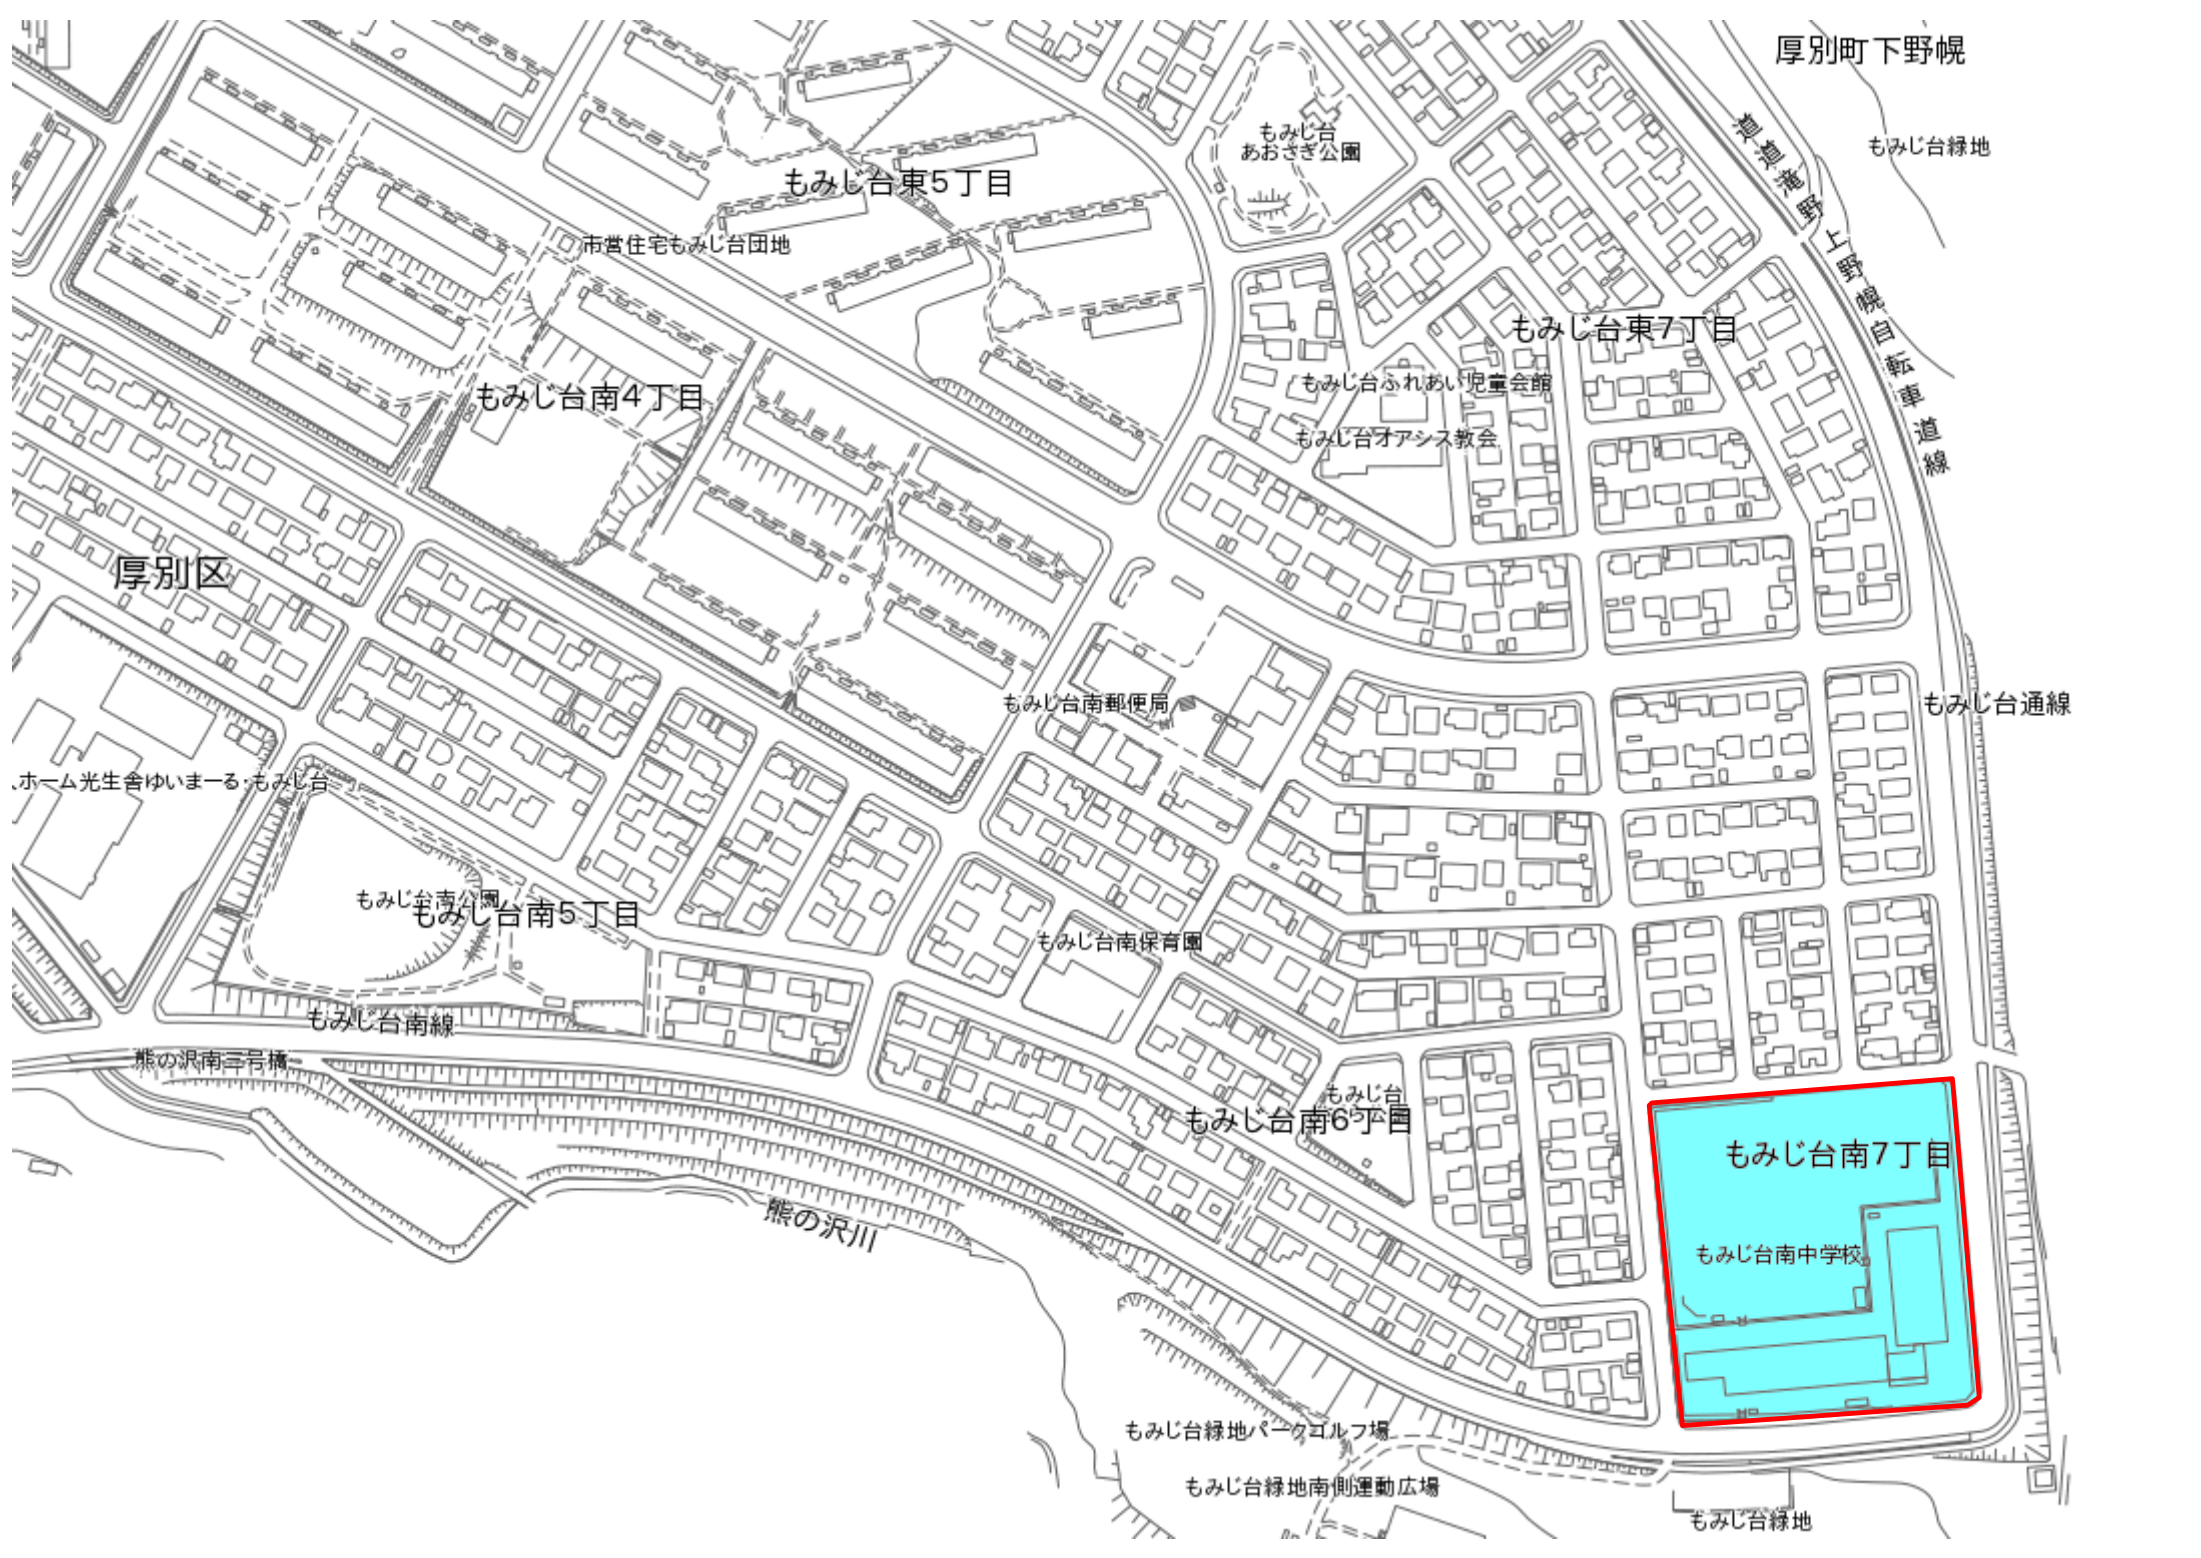 厚別町下野幌
もみじ台
あおさぎ公園
もみじ台緑地
道道滝野上野幌自転車道線
もみじ台東5丁目
市営住宅もみじ台団地
もみじ台東7丁目
もみじ台ふれあい児童会館
もみじ台南4丁目
もみじ台オアシス教会
厚別区
もみじ台南郵便局
もみじ台通線
ホーム光生舎ゆいまーる・もみじ台
もみじ台南公園
もみじ台南5丁目
もみじ台南保育園
もみじ台南線
熊の沢南三号橋
もみじ台
もみじ台南6丁目
もみじ台南7丁目
熊の沢川
もみじ台南中学校
もみじ台緑地パークゴルフ場
もみじ台緑地南側運動広場
もみじ台緑地